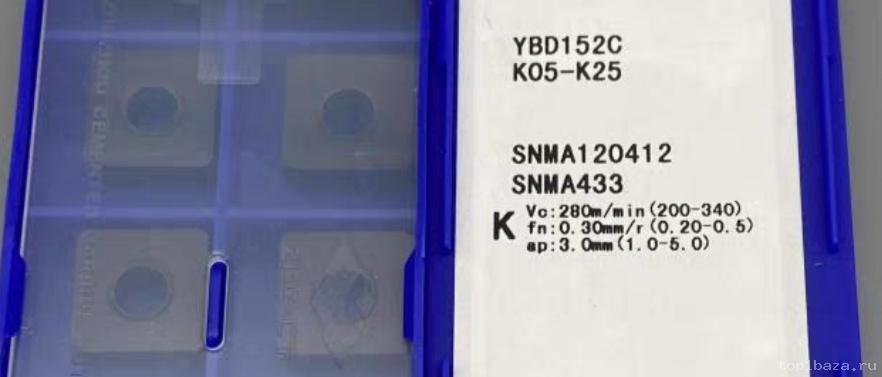 YBD152C
K05-K25
SNMA120412
SNMA433
K
Vc:280m/min(200-340)
fn:0.30mm/r(0.20-0.5)
ap:3.0mm(1.0-5.0)
top1baza.ru